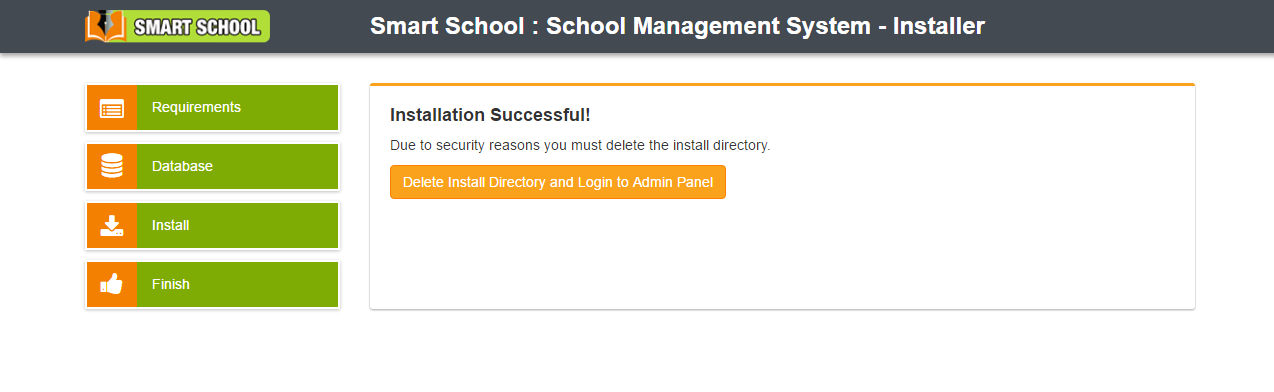 SMART SCHOOL
Smart School : School Management System - Installer
Requirements
Database
Install
Finish
Installation Successful!
Due to security reasons you must delete the install directory.
Delete Install Directory and Login to Admin Panel